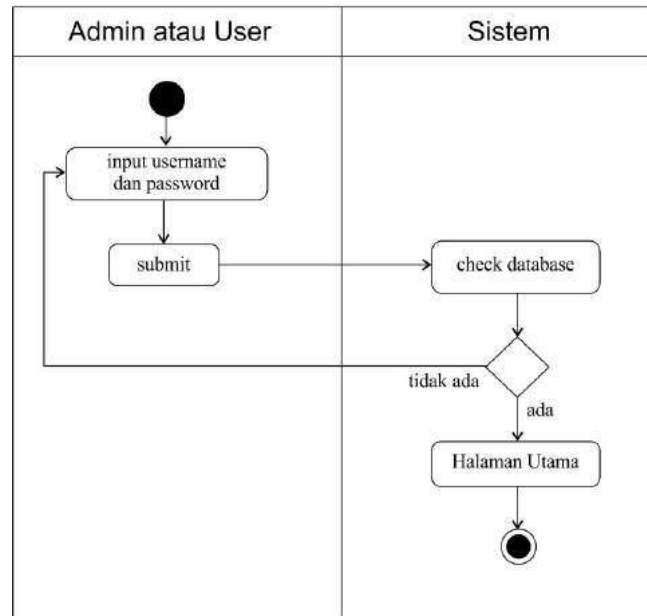 Admin atau User
Sistem
input username
dan password
submit
check database
tidak ada
ada
Halaman Utama